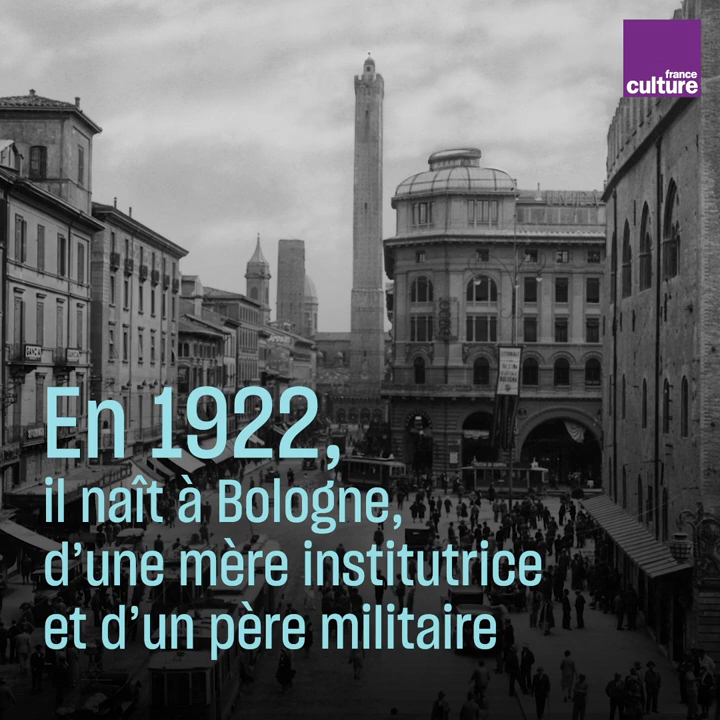 france
culture
En 1922,
il naît à Bologne,
d'une mère institutrice
et d'un père militaire